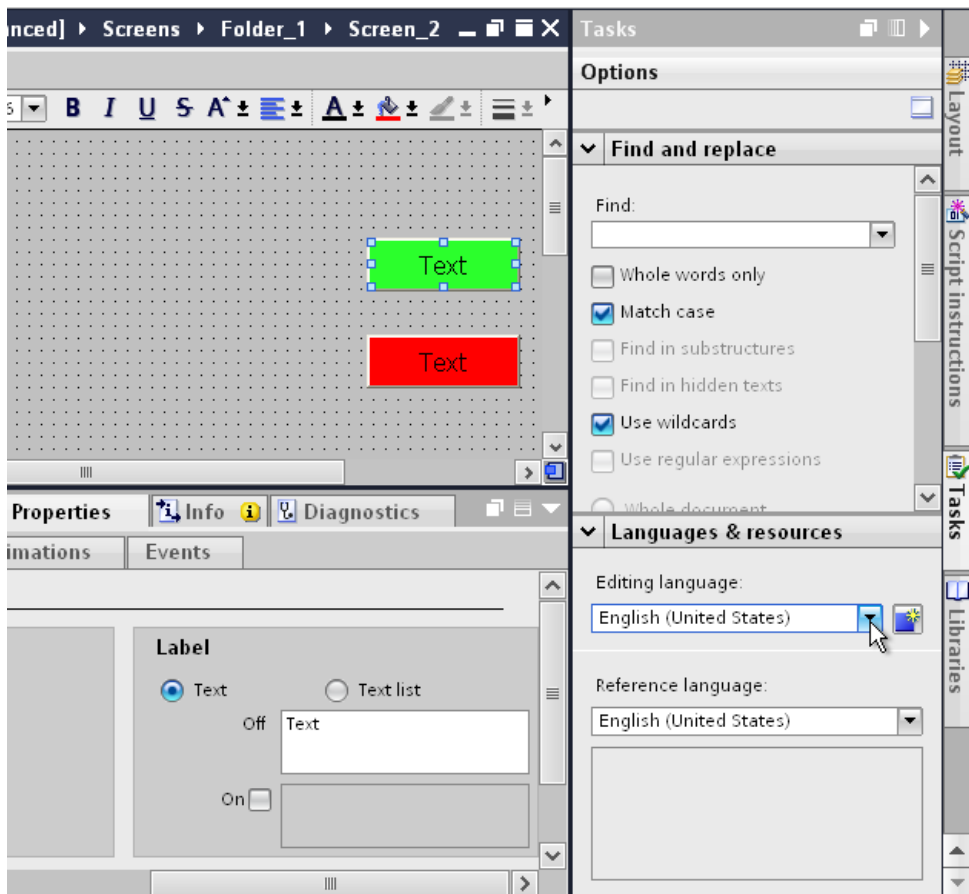 nced] ▸ Screens ▸ Folder_1 ▸ Screen_2
Tasks
Options
B I U S A A
Find and replace
Find:
Whole words only
Match case
Find in substructures
Find in hidden texts
Use wildcards
Use regular expressions
Whole document
Text
Text
Properties
Info
Diagnostics
imations
Events
Label
Text
Text list
Off
Text
On
Languages & resources
Editing language:
English (United States)
Reference language:
English (United States)
Layout
Script instructions
Tasks
Libraries